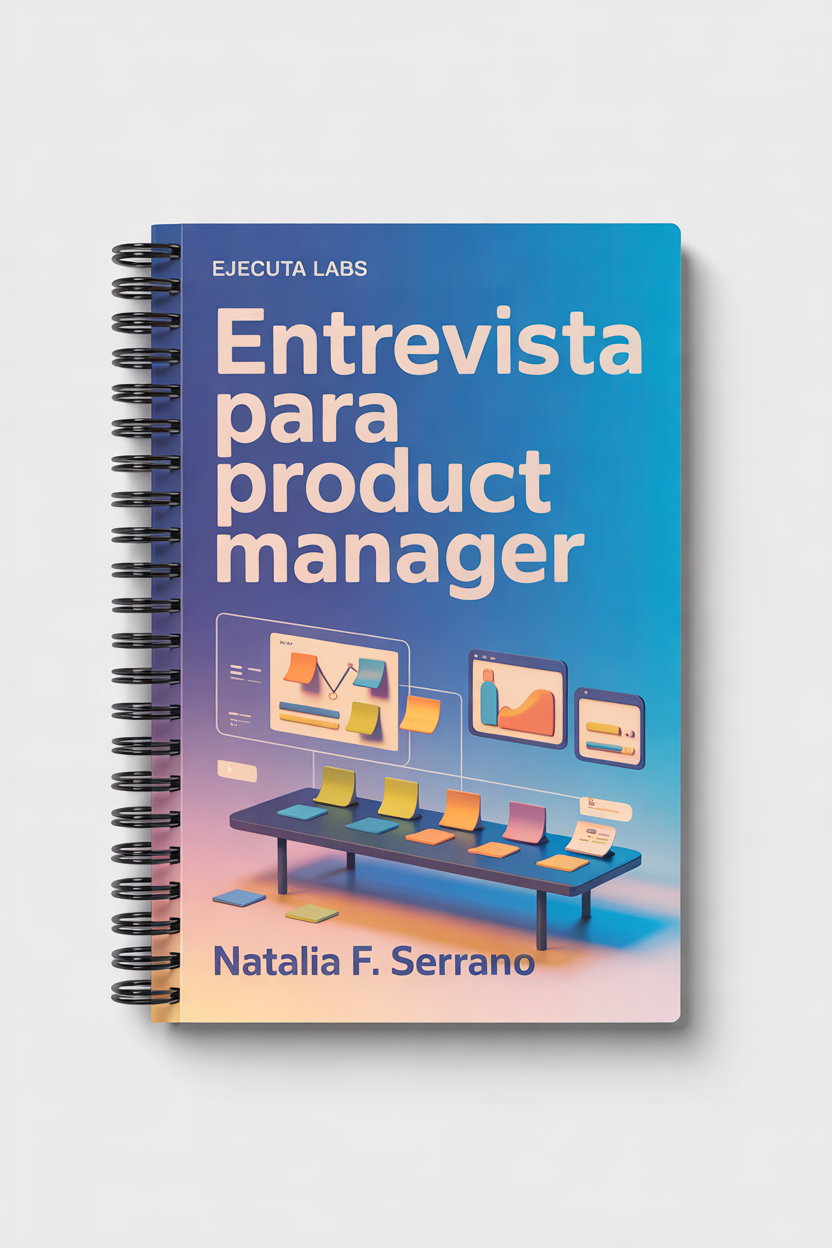 EJECUTA LABS
Entrevista
para
product
manager
Natalia F. Serrano